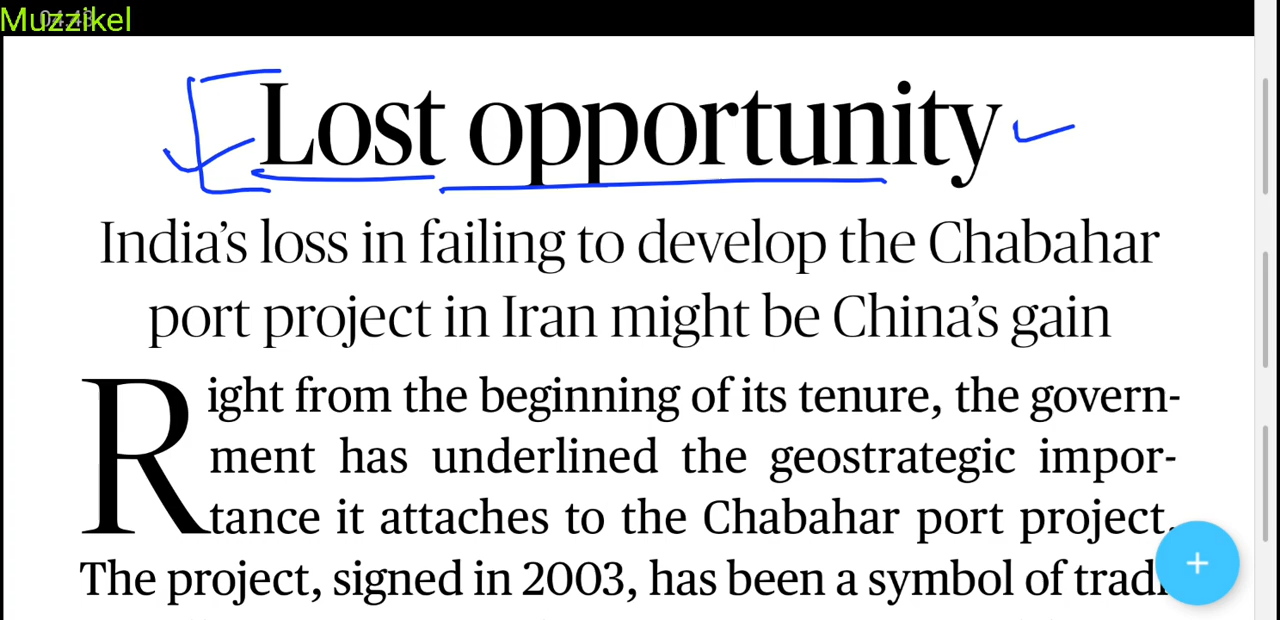 Muzzikel
Lost opportunity
India's loss in failing to develop the Chabahar
port project in Iran might be China's gain
Right from the beginning of its tenure, the govern-
ment has underlined the geostrategic impor-
tance it attaches to the Chabahar port project.
The project, signed in 2003, has been a symbol of